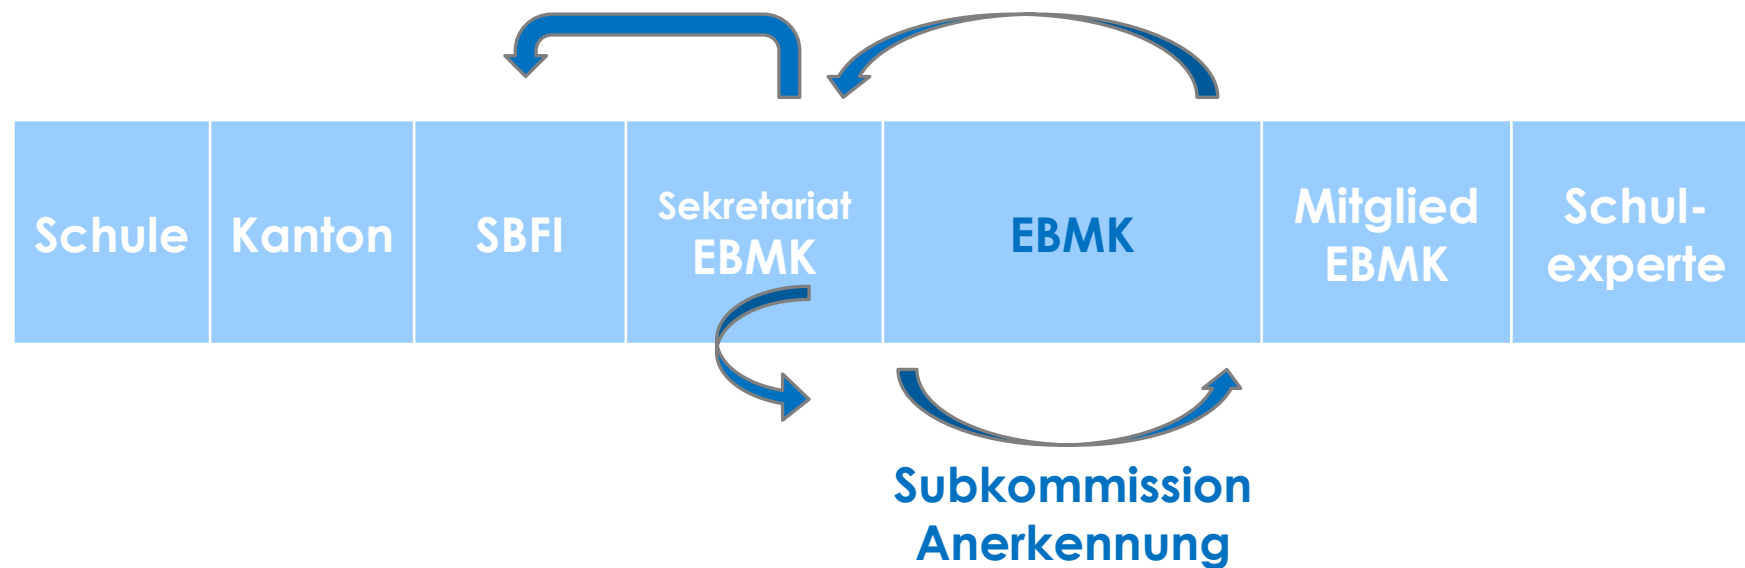 Schule
Kanton
SBFI
Sekretariat
EBMK
EBMK
Mitglied
EBMK
Schul-
experte
Subkommission
Anerkennung